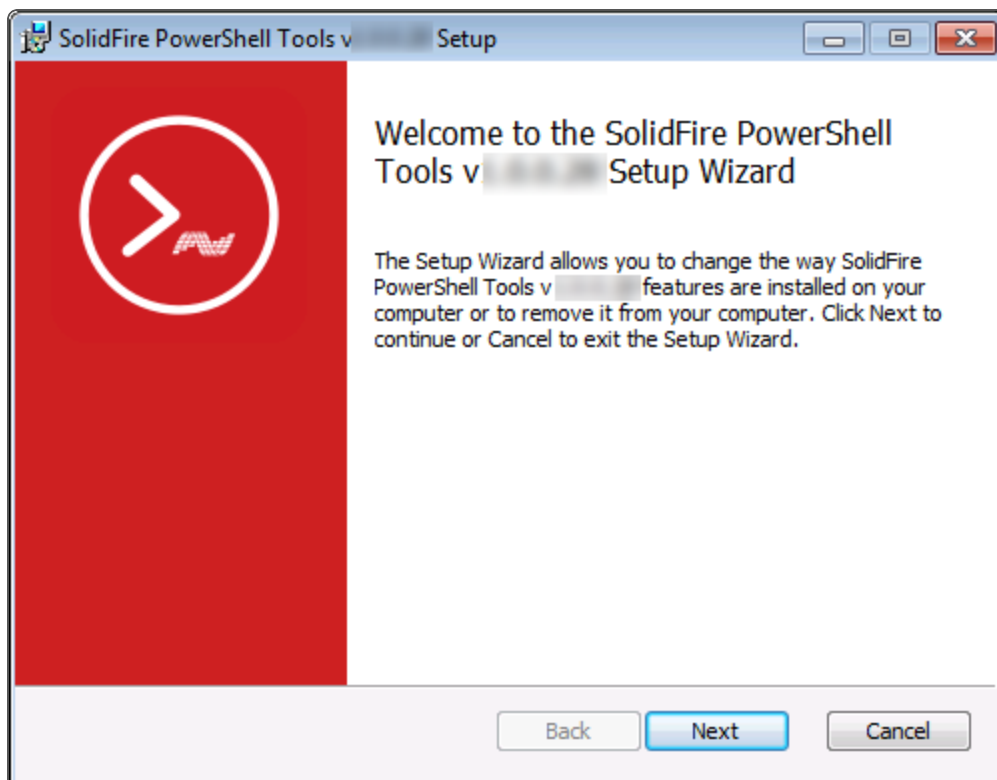 SolidFire PowerShell Tools v Setup
Welcome to the SolidFire PowerShell
Tools v Setup Wizard
The Setup Wizard allows you to change the way SolidFire
PowerShell Tools v features are installed on your
computer or to remove it from your computer. Click Next to
continue or Cancel to exit the Setup Wizard.
Back
Next
Cancel